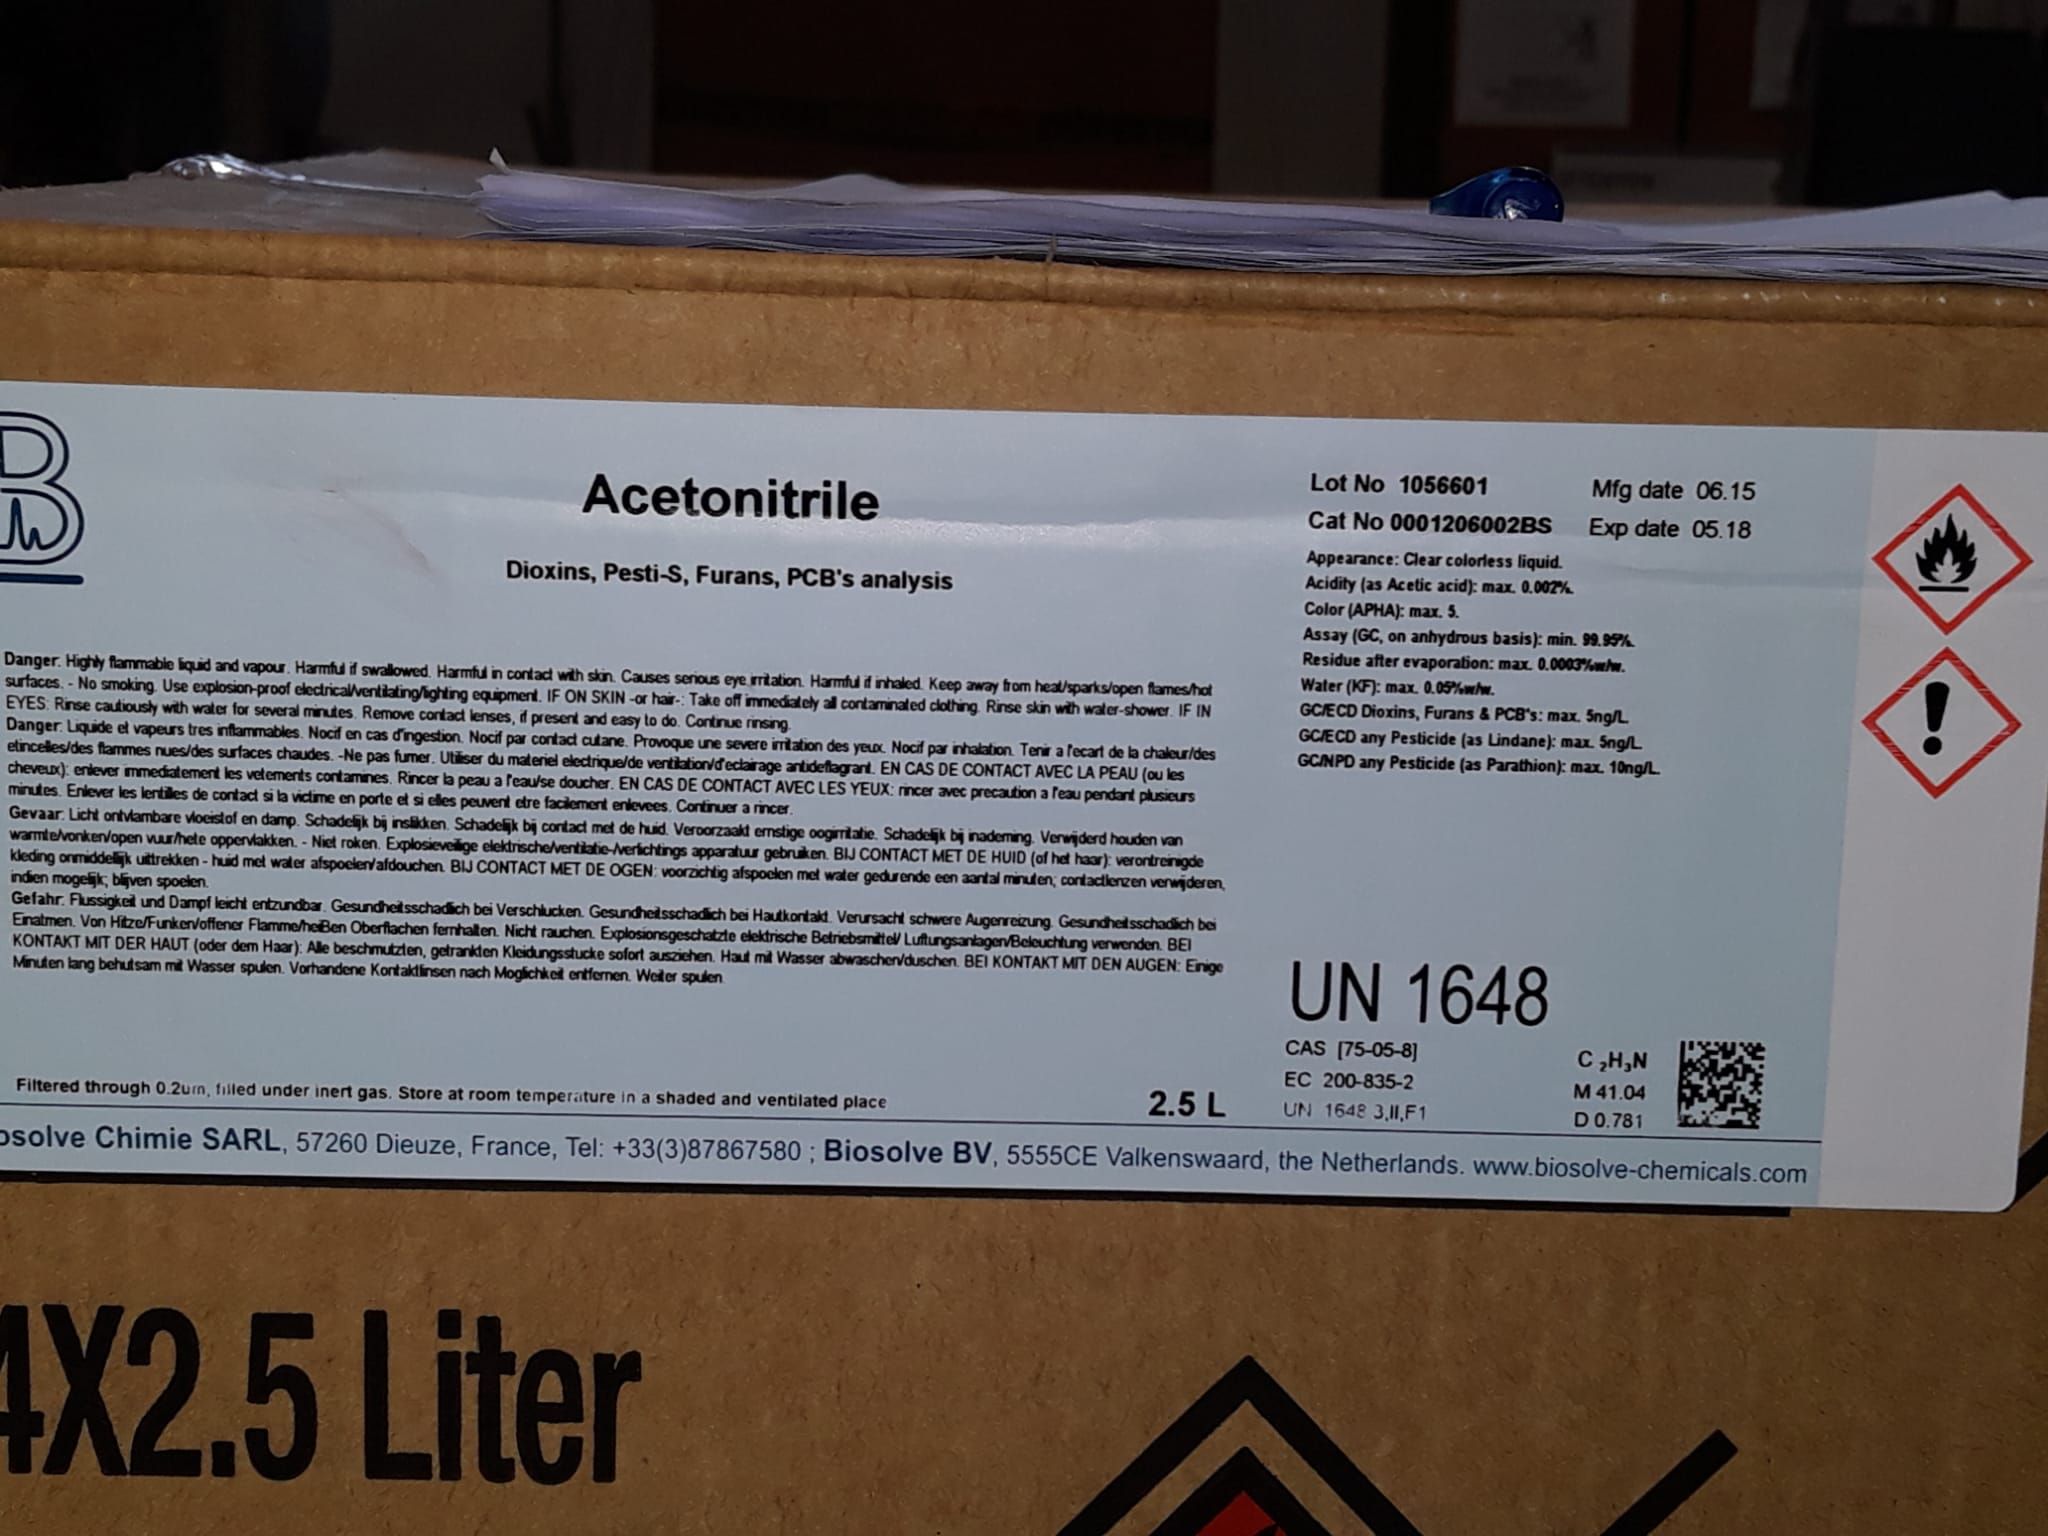 B
Acetonitrile
Dioxins, Pesti-S, Furans, PCB's analysis
Danger: Highly flammable liquid and vapour. Harmful if swallowed. Harmful in contact with skin. Causes serious eye irritation. Harmful if inhaled. Keep away from heat/sparks/open flames/hot
surfaces. - No smoking. Use explosion-proof electrical/ventilating/lighting equipment. IF ON SKIN -or hair-: Take off immediately all contaminated clothing. Rinse skin with water-shower. IF IN
EYES: Rinse cautiously with water for several minutes. Remove contact lenses, if present and easy to do. Continue rinsing.
Danger: Liquide et vapeurs tres inflammables. Nocif en cas d'ingestion. Nocif par contact cutane. Provoque une severe irritation des yeux. Nocif par inhalation. Tenir a l'ecart de la chaleur/des
etincelles/des flammes nues/des surfaces chaudes. -Ne pas fumer. Utiliser du materiel electrique/de ventilation/d'eclairage antideflagrant. EN CAS DE CONTACT AVEC LA PEAU (ou les
cheveux): enlever immediatement les vetements contamines. Rincer la peau a l'eau/se doucher. EN CAS DE CONTACT AVEC LES YEUX: rincer avec precaution a l'eau pendant plusieurs
minutes. Enlever les lentilles de contact si la victime en porte et si elles peuvent etre facilement enlevees. Continuer a rincer.
Gevaar: Licht ontvlambare vloeistof en damp. Schadelijk bij inslikken. Schadelijk bij contact met de huid. Veroorzaakt ernstige oogirritatie. Schadelijk bij inademing. Verwijderd houden van
warmte/vonken/open vuur/hete oppervlakken. - Niet roken. Explosieveilige elektrische/ventilatie-/verlichtings apparatuur gebruiken. BIJ CONTACT MET DE HUID (of het haar): verontreinigde
kleding onmiddellijk uittrekken - huid met water afspoelen/afdouchen. BIJ CONTACT MET DE OGEN: voorzichtig afspoelen met water gedurende een aantal minuten; contactlenzen verwijderen,
indien mogelijk; blijven spoelen.
Gefahr: Flussigkeit und Dampf leicht entzundbar. Gesundheitsschadlich bei Verschlucken. Gesundheitsschadlich bei Hautkontakt. Verursacht schwere Augenreizung. Gesundheitsschadlich bei
Einatmen. Von Hitze/Funken/offener Flamme/heiBen Oberflachen fernhalten. Nicht rauchen. Explosionsgeschatzte elektrische Betriebsmittel/ Luftungsanlagen/Beleuchtung verwenden. BEI
KONTAKT MIT DER HAUT (oder dem Haar): Alle beschmutzten, getrankten Kleidungsstucke sofort ausziehen. Haut mit Wasser abwaschen/duschen. BEI KONTAKT MIT DEN AUGEN: Einige
Minuten lang behutsam mit Wasser spulen. Vorhandene Kontaktlinsen nach Moglichkeit entfernen. Weiter spulen
Filtered through 0.2um, filled under inert gas. Store at room temperature in a shaded and ventilated place
2.5 L
Lot No 1056601 Mfg date 06.15
Cat No 0001206002BS Exp date 05.18
Appearance: Clear colorless liquid.
Acidity (as Acetic acid): max. 0.002%.
Color (APHA): max. 5.
Assay (GC, on anhydrous basis): min. 99.95%.
Residue after evaporation: max. 0.0003%w/w.
Water (KF): max. 0.05%w/w.
GC/ECD Dioxins, Furans & PCB's: max. 5ng/L
GC/ECD any Pesticide (as Lindane): max. 5ng/L
GC/NPD any Pesticide (as Parathion): max. 10ng/L
UN 1648
CAS [75-05-8]
EC 200-835-2
UN 1648 3,II,F1
C₂H₃N
M 41.04
D 0.781
osolve Chimie SARL, 57260 Dieuze, France, Tel: +33(3)87867580 ; Biosolve BV, 5555CE Valkenswaard, the Netherlands. www.biosolve-chemicals.com
4X2.5 Liter